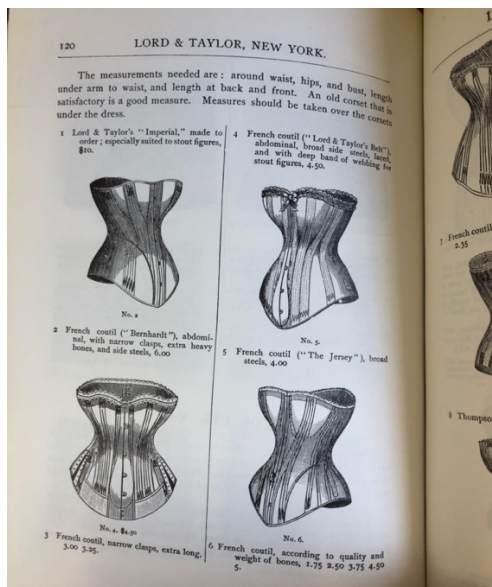 120
LORD & TAYLOR, NEW YORK.
The measurements needed are: around waist, hips, and bust, length
under arm to waist, and length at back and front. An old corset that is
satisfactory is a good measure. Measures should be taken over the corsets
under the dress.
1 Lord & Taylor's "Imperial," made to
order; especially suited to stout figures,
$10.
No. 2
2 French coutil ("Bernhardt"), abdomi-
nal, with narrow clasps, extra heavy
bones, and side steels, 6.00
No. 4, $4.50
3 French coutil, narrow clasps, extra long,
3.00 3.25.
4 French coutil ("Lord & Taylor's Belt"),
abdominal, broad side steels, laced,
and with deep band of webbing for
stout figures, 4.50.
No. 5.
5 French coutil ("The Jersey"), broad
steels, 4.00
No. 6.
6 French coutil, according to quality and
weight of bones, 1.75 2.50 3.75 4.50
5.
7 French coutil
2.35
8 Thompso